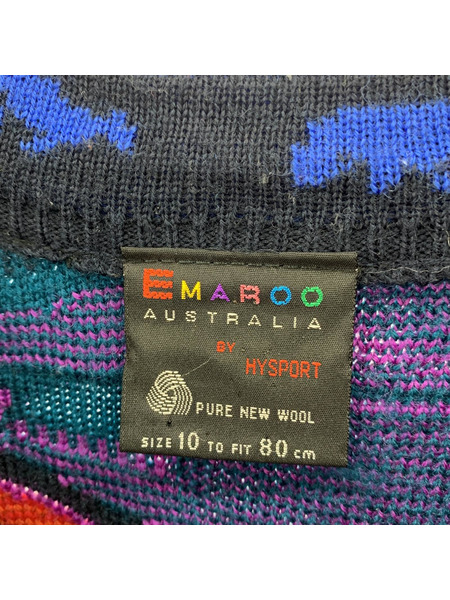 EMAROO
AUSTRALIA
BY HYSPORT
PURE NEW WOOL
SIZE 10 TO FIT 80 cm